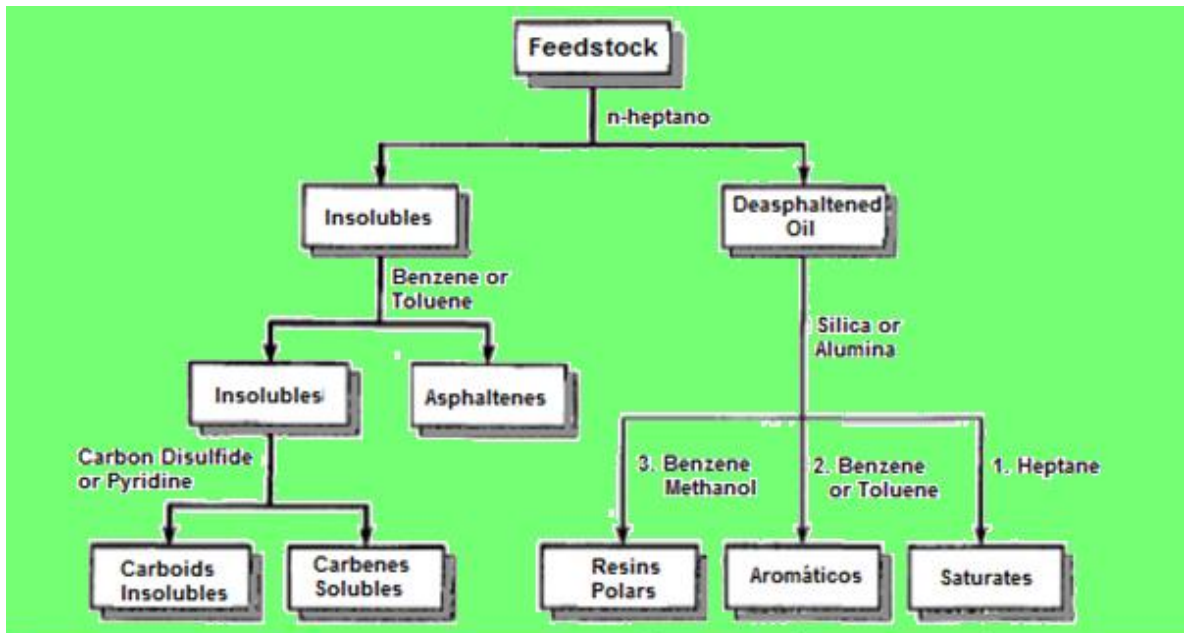 Feedstock
n-heptano
Insolubles
Deasphaltened
Oil
Benzene or
Toluene
Silica or
Alumina
Insolubles
Asphaltenes
Carbon Disulfide
or Pyridine
3. Benzene
Methanol
2. Benzene
or Toluene
1. Heptane
Carboids
Insolubles
Carbenes
Solubles
Resins
Polars
Aromáticos
Saturates